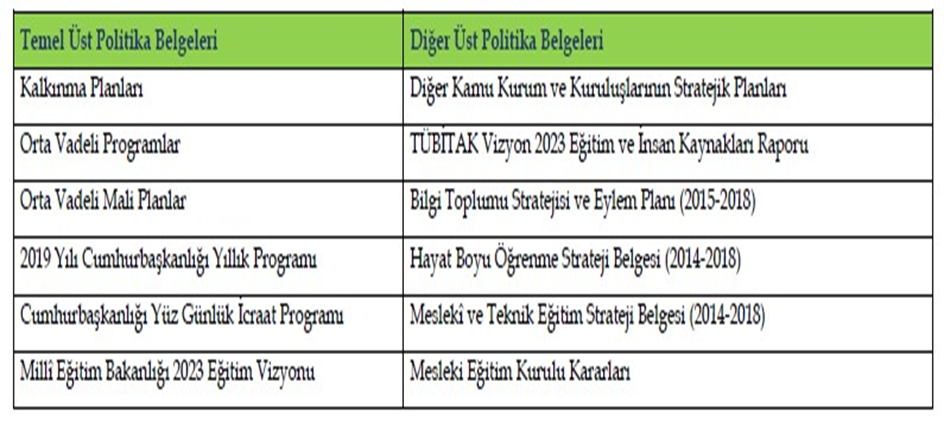 Temel Üst Politika Belgeleri Diğer Üst Politika Belgeleri
Kalkınma Planları Diğer Kamu Kurum ve Kuruluşlarının Stratejik Planları
Orta Vadeli Programlar TÜBİTAK Vizyon 2023 Eğitim ve İnsan Kaynakları Raporu
Orta Vadeli Mali Planlar Bilgi Toplumu Stratejisi ve Eylem Planı (2015-2018)
2019 Yılı Cumhurbaşkanlığı Yıllık Programı Hayat Boyu Öğrenme Strateji Belgesi (2014-2018)
Cumhurbaşkanlığı Yüz Günlük İcraat Programı Meslekî ve Teknik Eğitim Strateji Belgesi (2014-2018)
Millî Eğitim Bakanlığı 2023 Eğitim Vizyonu Mesleki Eğitim Kurulu Kararları